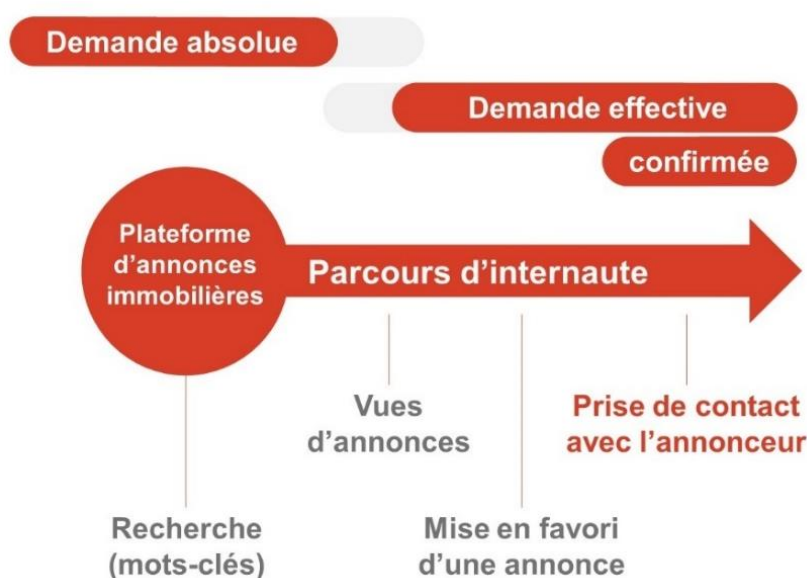 Demande absolue
Demande effective
confirmée
Plateforme
d’annonces
immobilières
Parcours d’internaute
Vues
d’annonces
Prise de contact
avec l’annonceur
Recherche
(mots-clés)
Mise en favori
d’une annonce